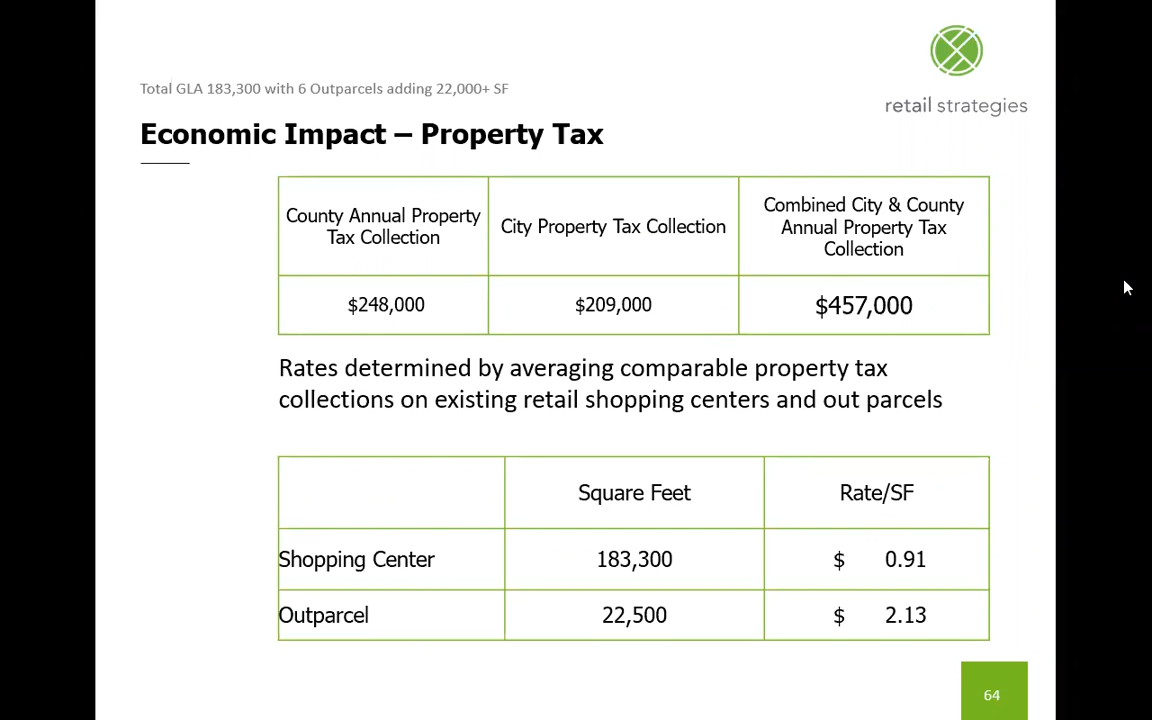 retail strategies
Total GLA 183,300 with 6 Outparcels adding 22,000+ SF
Economic Impact – Property Tax
County Annual Property
Tax Collection
City Property Tax Collection
Combined City & County
Annual Property Tax
Collection
$248,000
$209,000
$457,000
Rates determined by averaging comparable property tax
collections on existing retail shopping centers and out parcels
Square Feet
Rate/SF
Shopping Center
183,300
$ 0.91
Outparcel
22,500
$ 2.13
64